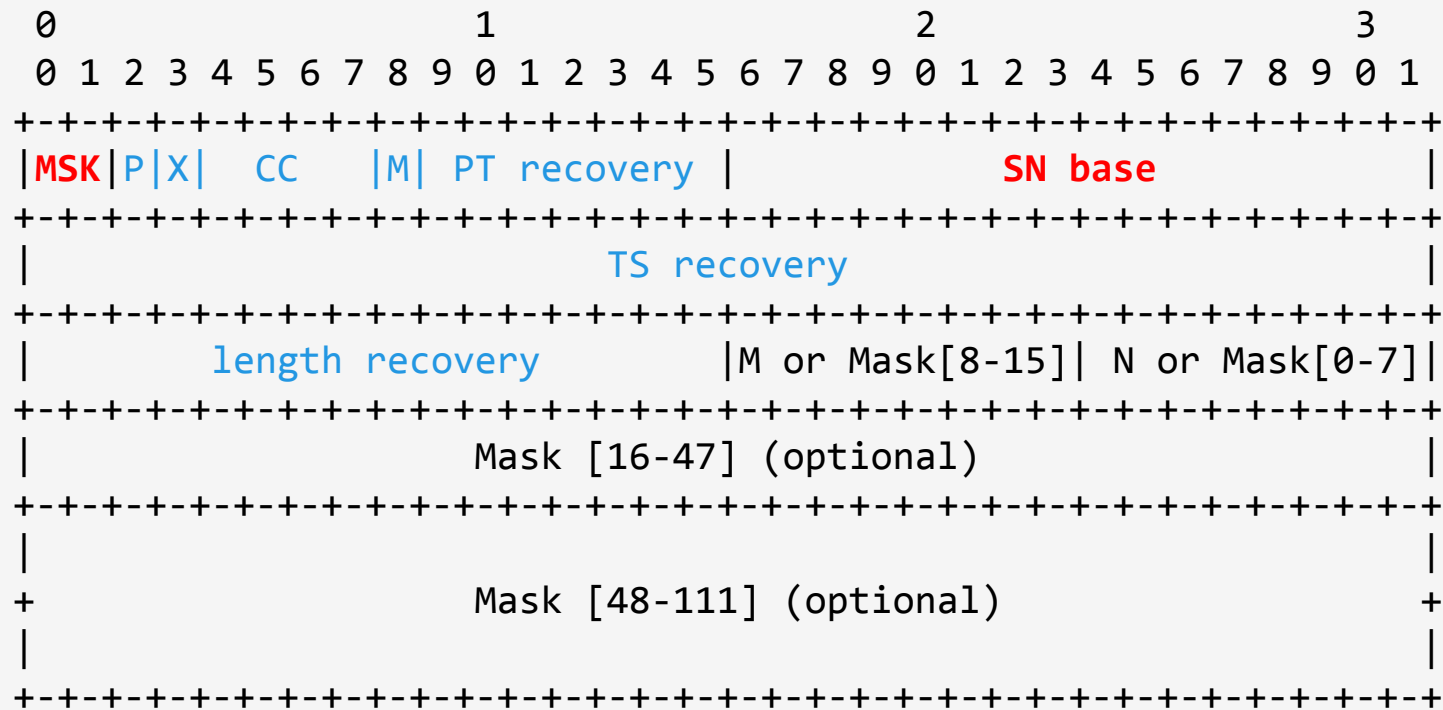 0                   1                   2                   3
 0 1 2 3 4 5 6 7 8 9 0 1 2 3 4 5 6 7 8 9 0 1 2 3 4 5 6 7 8 9 0 1
+-+-+-+-+-+-+-+-+-+-+-+-+-+-+-+-+-+-+-+-+-+-+-+-+-+-+-+-+-+-+-+-+
|MSK|P|X|  CC   |M| PT recovery |            SN base            |
+-+-+-+-+-+-+-+-+-+-+-+-+-+-+-+-+-+-+-+-+-+-+-+-+-+-+-+-+-+-+-+-+
|                          TS recovery                          |
+-+-+-+-+-+-+-+-+-+-+-+-+-+-+-+-+-+-+-+-+-+-+-+-+-+-+-+-+-+-+-+-+
|        length recovery        |M or Mask[8-15]| N or Mask[0-7]|
+-+-+-+-+-+-+-+-+-+-+-+-+-+-+-+-+-+-+-+-+-+-+-+-+-+-+-+-+-+-+-+-+
|                    Mask [16-47] (optional)                    |
+-+-+-+-+-+-+-+-+-+-+-+-+-+-+-+-+-+-+-+-+-+-+-+-+-+-+-+-+-+-+-+-+
|                                                               |
+                    Mask [48-111] (optional)                   +
|                                                               |
+-+-+-+-+-+-+-+-+-+-+-+-+-+-+-+-+-+-+-+-+-+-+-+-+-+-+-+-+-+-+-+-+